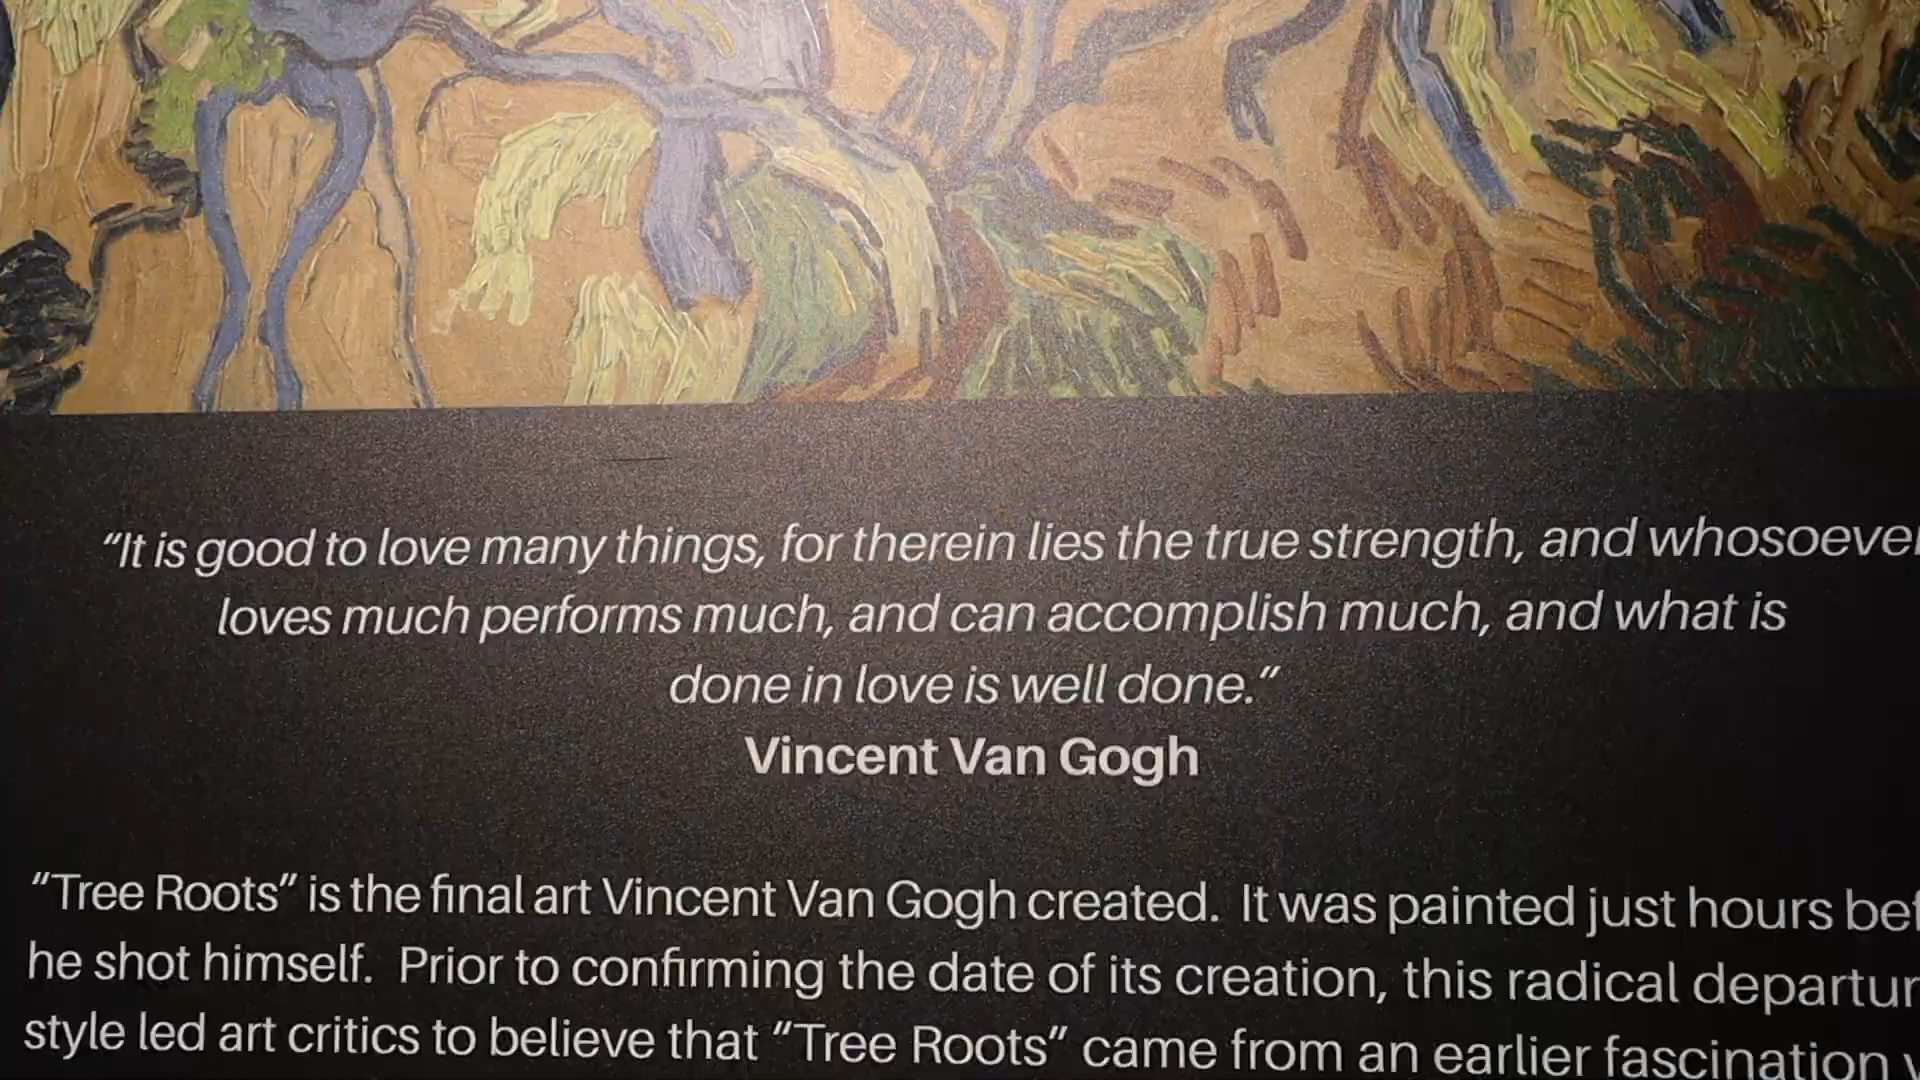 “It is good to love many things, for therein lies the true strength, and whosoever
loves much performs much, and can accomplish much, and what is
done in love is well done.”
Vincent Van Gogh
“Tree Roots” is the final art Vincent Van Gogh created. It was painted just hours
he shot himself. Prior to confirming the date of its creation, this radical
style led art critics to believe that “Tree Roots” came from an earlier fascination